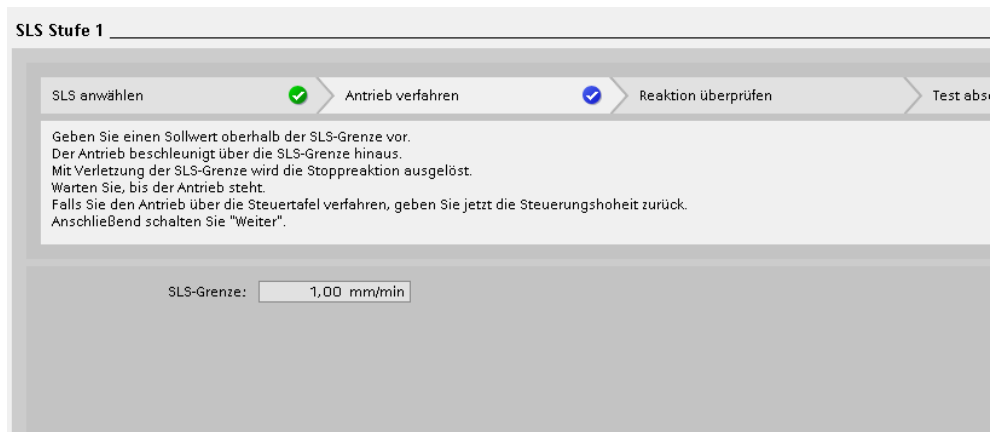 SLS Stufe 1
SLS anwählen
Antrieb verfahren
Reaktion überprüfen
Test abs
Geben Sie einen Sollwert oberhalb der SLS-Grenze vor.
Der Antrieb beschleunigt über die SLS-Grenze hinaus.
Mit Verletzung der SLS-Grenze wird die Stoppreaktion ausgelöst.
Warten Sie, bis der Antrieb steht.
Falls Sie den Antrieb über die Steuertafel verfahren, geben Sie jetzt die Steuerungshoheit zurück.
Anschließend schalten Sie "Weiter".
SLS-Grenze: 1,00 mm/min